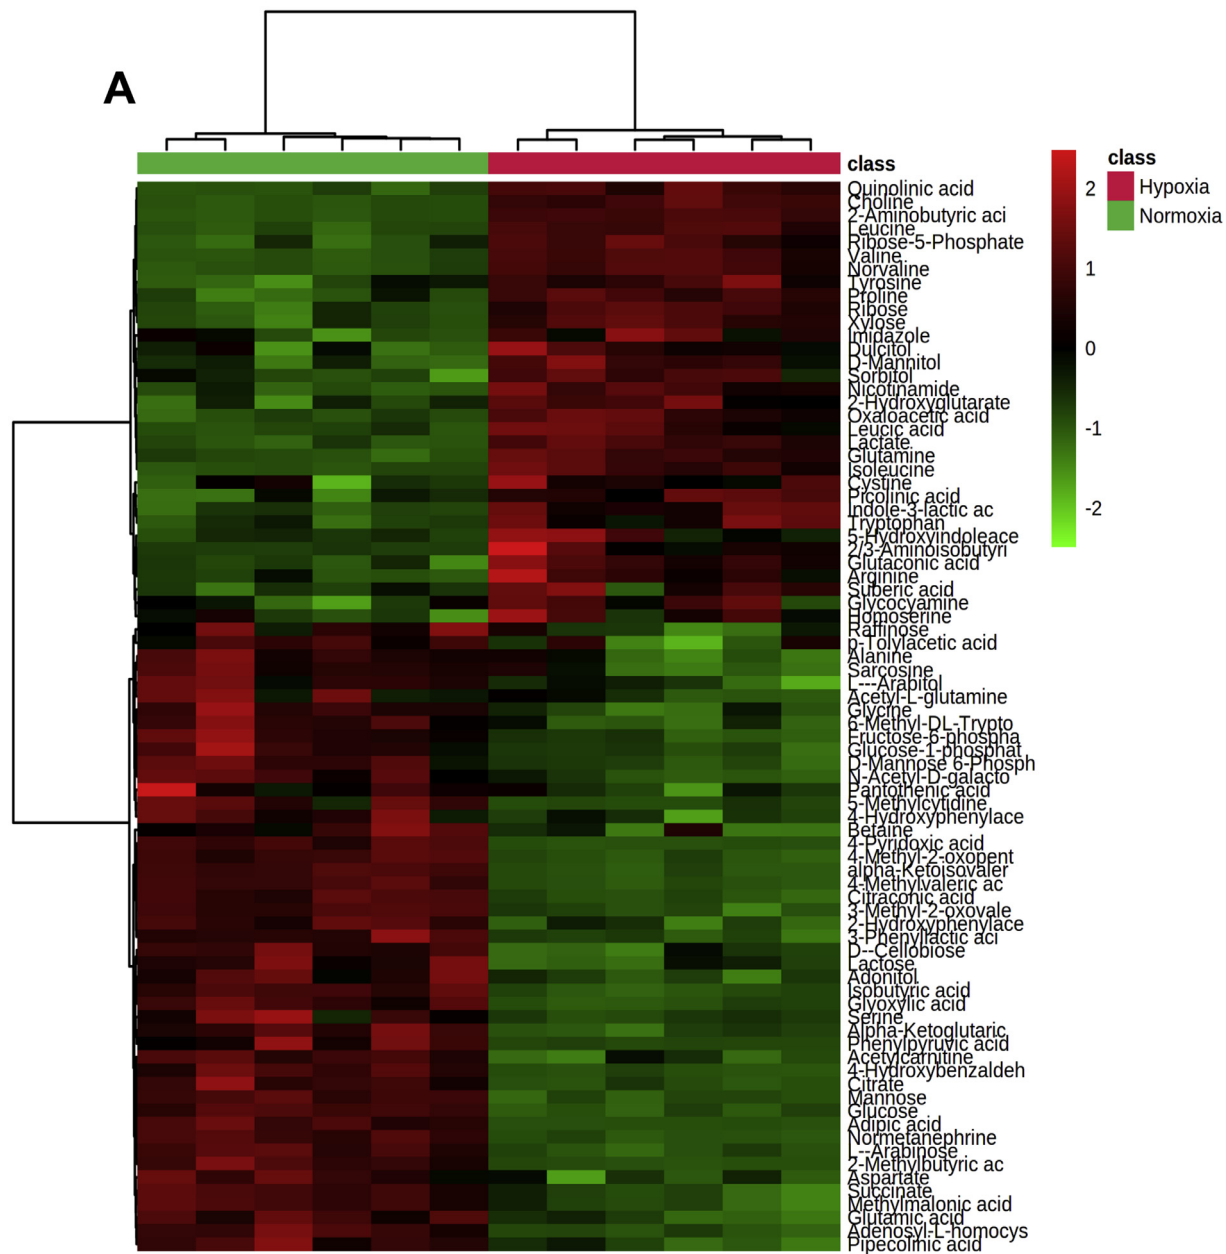 A
class
Quinolinic acid
Choline
2-Aminobutyric aci
Leucine
Ribose-5-Phosphate
Valine
Norvaline
Tyrosine
Proline
Ribose
Xylose
Imidazole
Dulcitol
D-Mannitol
Sorbitol
Nicotinamide
2-Hydroxyglutarate
Oxaloacetic acid
Leucic acid
Lactate
Glutamine
Isoleucine
Cystine
Picolinic acid
Indole-3-lactic ac
Tryptophan
5-Hydroxyindoleace
2/3-Aminoisobutyri
Glutaconic acid
Arginine
Suberic acid
Glycocyamine
Homoserine
Raffinose
p-Tolylacetic acid
Alanine
Sarcosine
L---Arabitol
Acetyl-L-glutamine
Glycine
6-Methyl-DL-Trypto
Fructose-6-phospha
Glucose-1-phosphat
D-Mannose 6-Phosph
N-Acetyl-D-galacto
Pantothenic acid
5-Methylcytidine
4-Hydroxyphenylace
Betaine
4-Pyridoxic acid
4-Methyl-2-oxopent
alpha-Ketoisovaler
4-Methylvaleric ac
Citraconic acid
3-Methyl-2-oxovale
2-Hydroxyphenylace
3-Phenyllactic aci
D--Cellobiose
Lactose
Adonitol
Isobutyric acid
Glyoxylic acid
Serine
Alpha-Ketoglutaric
Phenylpyruvic acid
Acetylcarnitine
4-Hydroxybenzaldeh
Citrate
Mannose
Glucose
Adipic acid
Normetanephrine
L--Arabinose
2-Methylbutyric ac
Aspartate
Succinate
Methylmalonic acid
Glutamic acid
Adenosyl-L-homocys
Pipecolinic acid
2
1
0
-1
-2
class
Hypoxia
Normoxia